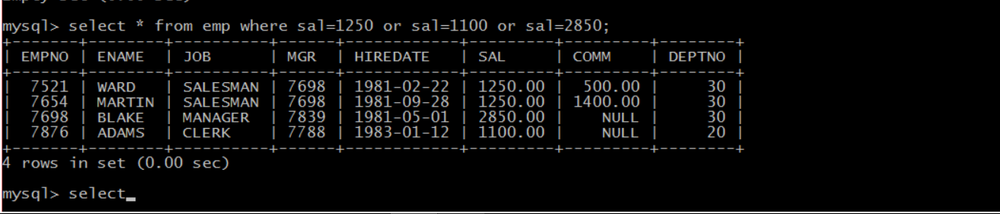 mysql> select * from emp where sal=1250 or sal=1100 or sal=2850;
+-------+--------+----------+------+------------+---------+---------+--------+
| EMPNO | ENAME  | JOB      | MGR  | HIREDATE   | SAL     | COMM    | DEPTNO |
+-------+--------+----------+------+------------+---------+---------+--------+
|  7521 | WARD   | SALESMAN | 7698 | 1981-02-22 | 1250.00 |  500.00 |     30 |
|  7654 | MARTIN | SALESMAN | 7698 | 1981-09-28 | 1250.00 | 1400.00 |     30 |
|  7698 | BLAKE  | MANAGER  | 7839 | 1981-05-01 | 2850.00 |    NULL |     30 |
|  7876 | ADAMS  | CLERK    | 7788 | 1983-01-12 | 1100.00 |    NULL |     20 |
+-------+--------+----------+------+------------+---------+---------+--------+
4 rows in set (0.00 sec)
mysql> select_